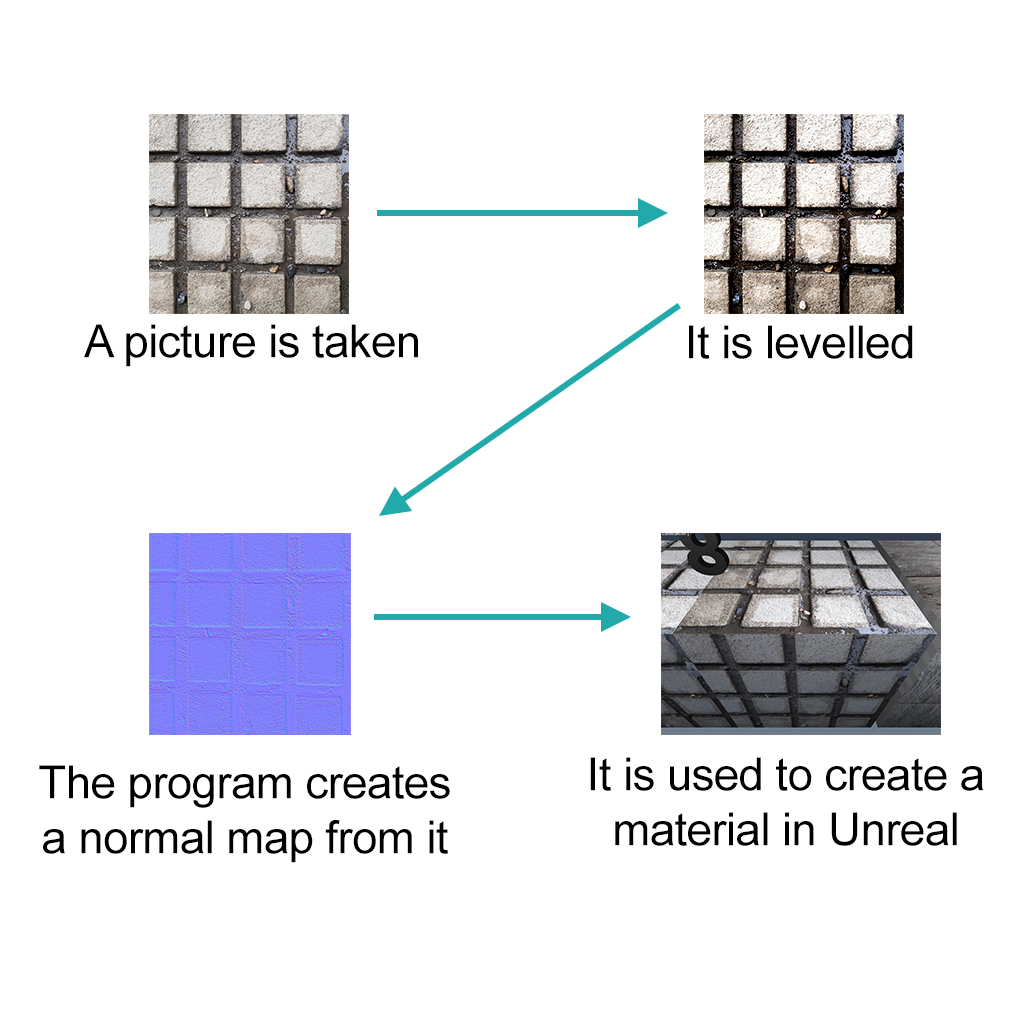 A picture is taken
It is levelled
8
The program creates
a normal map from it
It is used to create a
material in Unreal